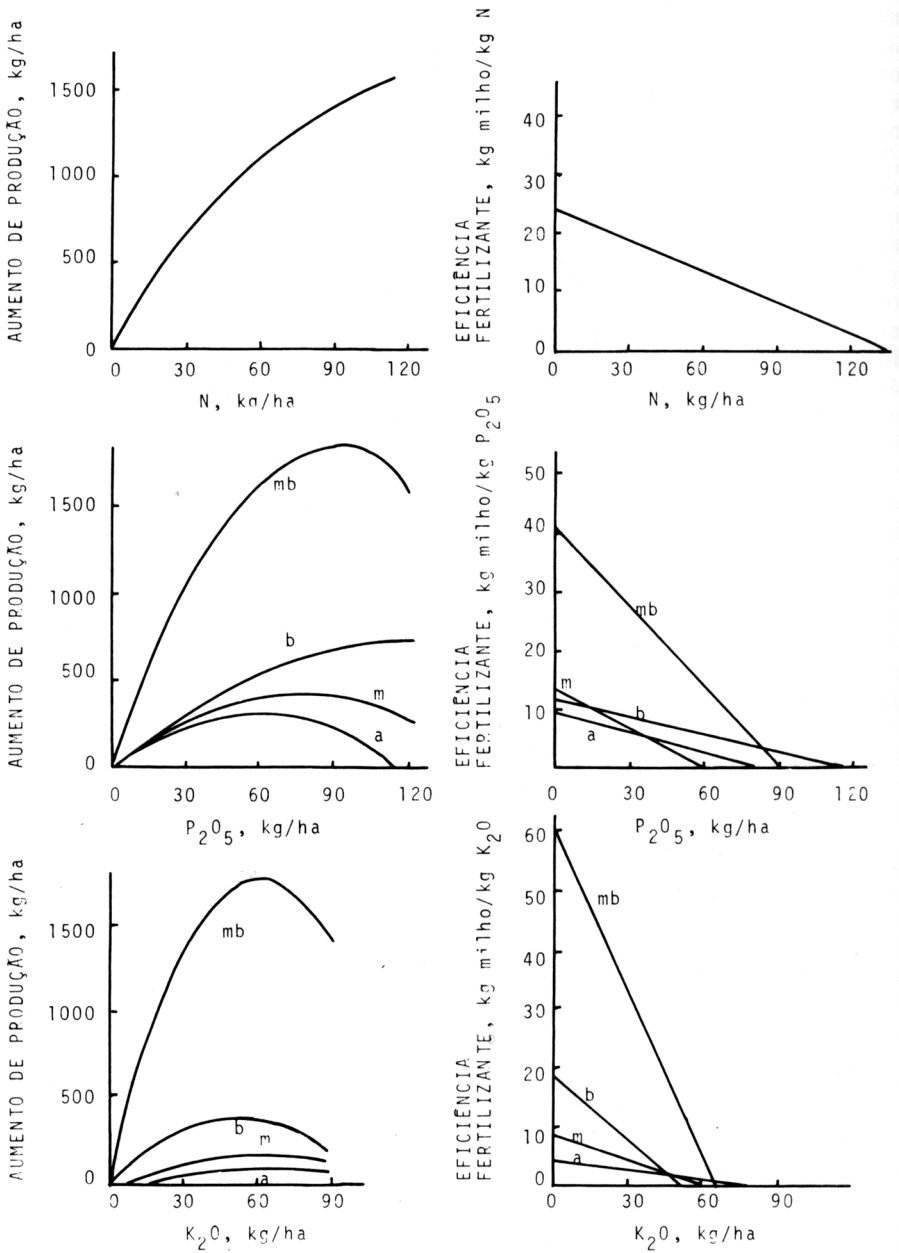 AUMENTO DE PRODUÇÃO, kg/ha
1500
1000
500
0
0 30 60 90 120
N, kg/ha
EFICIÊNCIA
FERTILIZANTE, kg milho/kg N
40
30
20
10
0
0 30 60 90 120
N, kg/ha
AUMENTO DE PRODUÇÃO, kg/ha
1500
1000
500
0
mb
b
m
a
0 30 60 90 120
P₂O₅, kg/ha
EFICIÊNCIA
FERTILIZANTE, kg milho/kg P₂O₅
50
40
30
20
10
0
mb
m
b
a
0 30 60 90 120
P₂O₅, kg/ha
AUMENTO DE PRODUÇÃO, kg/ha
1500
1000
500
0
mb
b
m
a
0 30 60 90
K₂O, kg/ha
EFICIÊNCIA
FERTILIZANTE, kg milho/kg K₂O
60
50
40
30
20
10
0
mb
b
m
a
0 30 60 90
K₂O, kg/ha